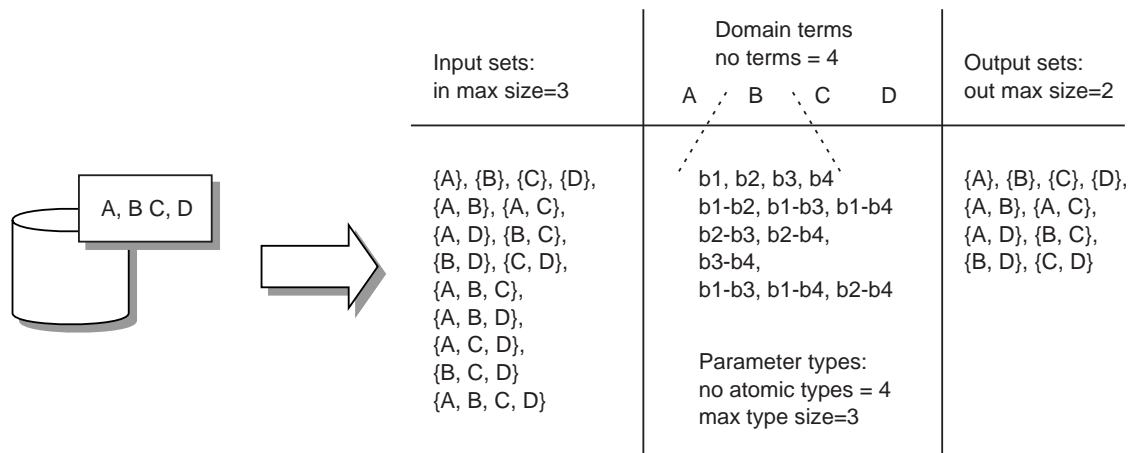 A, B C, D
Input sets:
in max size=3
{A}, {B}, {C}, {D},
{A, B}, {A, C},
{A, D}, {B, C},
{B, D}, {C, D},
{A, B, C},
{A, B, D},
{A, C, D},
{B, C, D}
{A, B, C, D}
Domain terms
no terms = 4
A B C D
b1, b2, b3, b4
b1-b2, b1-b3, b1-b4
b2-b3, b2-b4,
b3-b4,
b1-b3, b1-b4, b2-b4
Parameter types:
no atomic types = 4
max type size=3
Output sets:
out max size=2
{A}, {B}, {C}, {D},
{A, B}, {A, C},
{A, D}, {B, C},
{B, D}, {C, D}